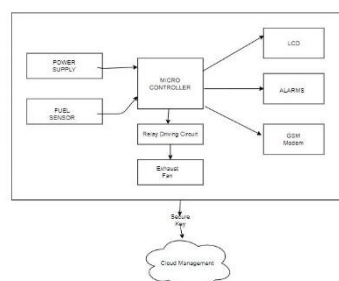 POWER
SUPPLY
FUEL
SENSOR
MICRO
CONTROLLER
LCD
ALARMS
GSM
Modem
Relay Driving Circuit
Exhaust
Fan
Secure
Key
Cloud Management